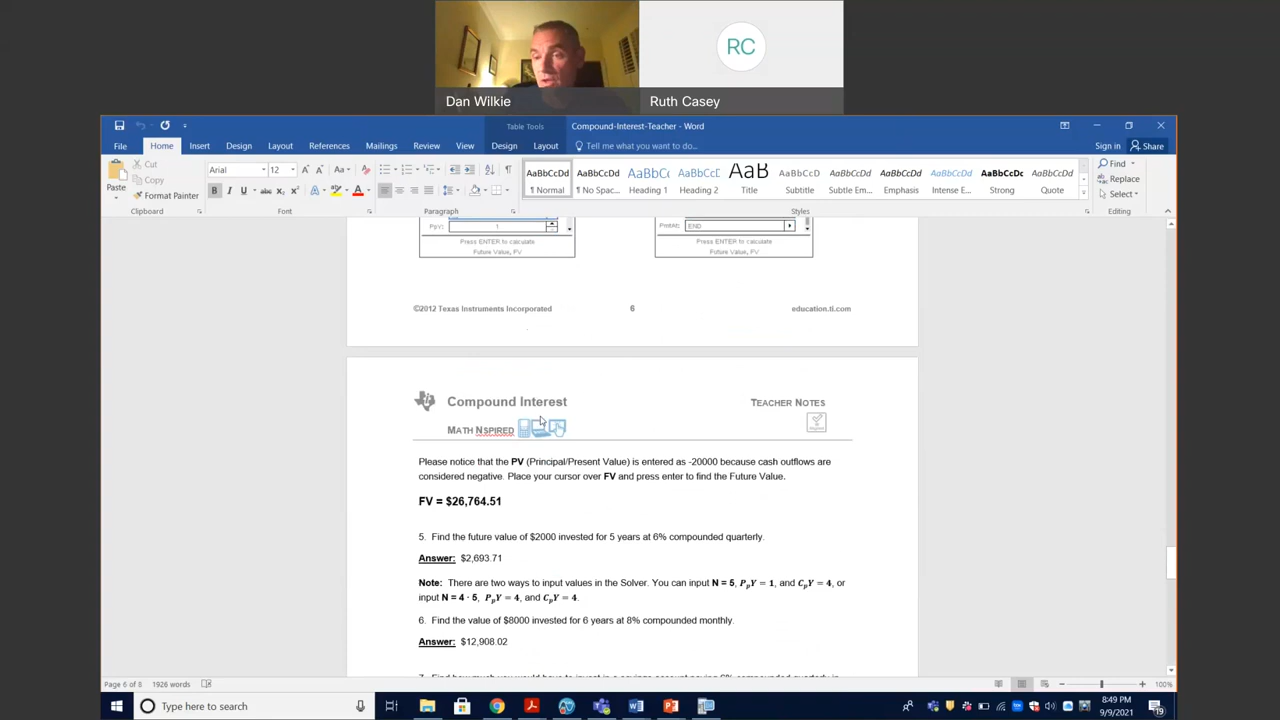 RC
Dan Wilkie
Ruth Casey
Table Tools
Compound-Interest-Teacher - Word
File
Home
Insert
Design
Layout
References
Mailings
Review
View
Design
Layout
Tell me what you want to do...
Sign in
Share
Paste
Cut
Copy
Format Painter
Clipboard
Arial
12
Font
Paragraph
AaBbCcDd
¶ Normal
AaBbCcDd
¶ No Spac...
AaBbCc
Heading 1
AaBbCcD
Heading 2
AaB
Title
AaBbCcD
Subtitle
AaBbCcDd
Subtle Em...
AaBbCcDd
Emphasis
AaBbCcDd
Intense E...
AaBbCcDc
Strong
AaBbCcDd
Quote
Styles
Find
Replace
Select
Editing
PpY: 1
PmtAt: END
Press ENTER to calculate
Future Value, FV
Press ENTER to calculate
Future Value, FV
©2012 Texas Instruments Incorporated 6 education.ti.com
Compound Interest TEACHER NOTES
MATH NSPIRED
Please notice that the PV (Principal/Present Value) is entered as -20000 because cash outflows are
considered negative. Place your cursor over FV and press enter to find the Future Value.
FV = $26,764.51
5. Find the future value of $2000 invested for 5 years at 6% compounded quarterly.
Answer: $2,693.71
Note: There are two ways to input values in the Solver. You can input N = 5, PpY = 1, and CpY = 4, or
input N = 4 · 5, PpY = 4, and CpY = 4.
6. Find the value of $8000 invested for 6 years at 8% compounded monthly.
Answer: $12,908.02
Page 6 of 8
1926 words
100%
Type here to search
8:49 PM
9/9/2021
19